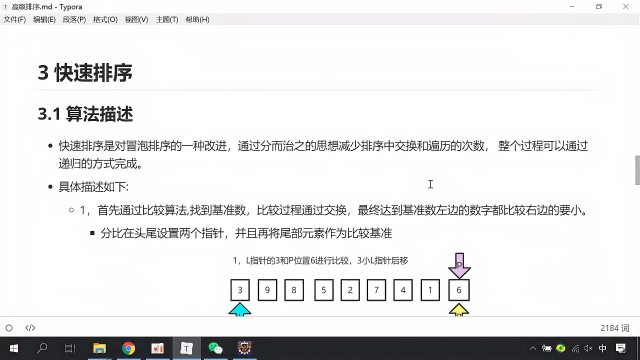 高级排序.md - Typora
文件(F) 编辑(E) 段落(P) 格式(O) 视图(V) 主题(T) 帮助(H)
3 快速排序
3.1 算法描述
快速排序是对冒泡排序的一种改进，通过分而治之的思想减少排序中交换和遍历的次数， 整个过程可以通过
递归的方式完成。
具体描述如下:
1，首先通过比较算法,找到基准数，比较过程通过交换，最终达到基准数左边的数字都比较右边的要小。
分比在头尾设置两个指针，并且再将尾部元素作为比较基准
1，L指针的3和P位置6进行比较，3小L指针后移
P
3 9 8 5 2 7 4 1 6
2184 词
中